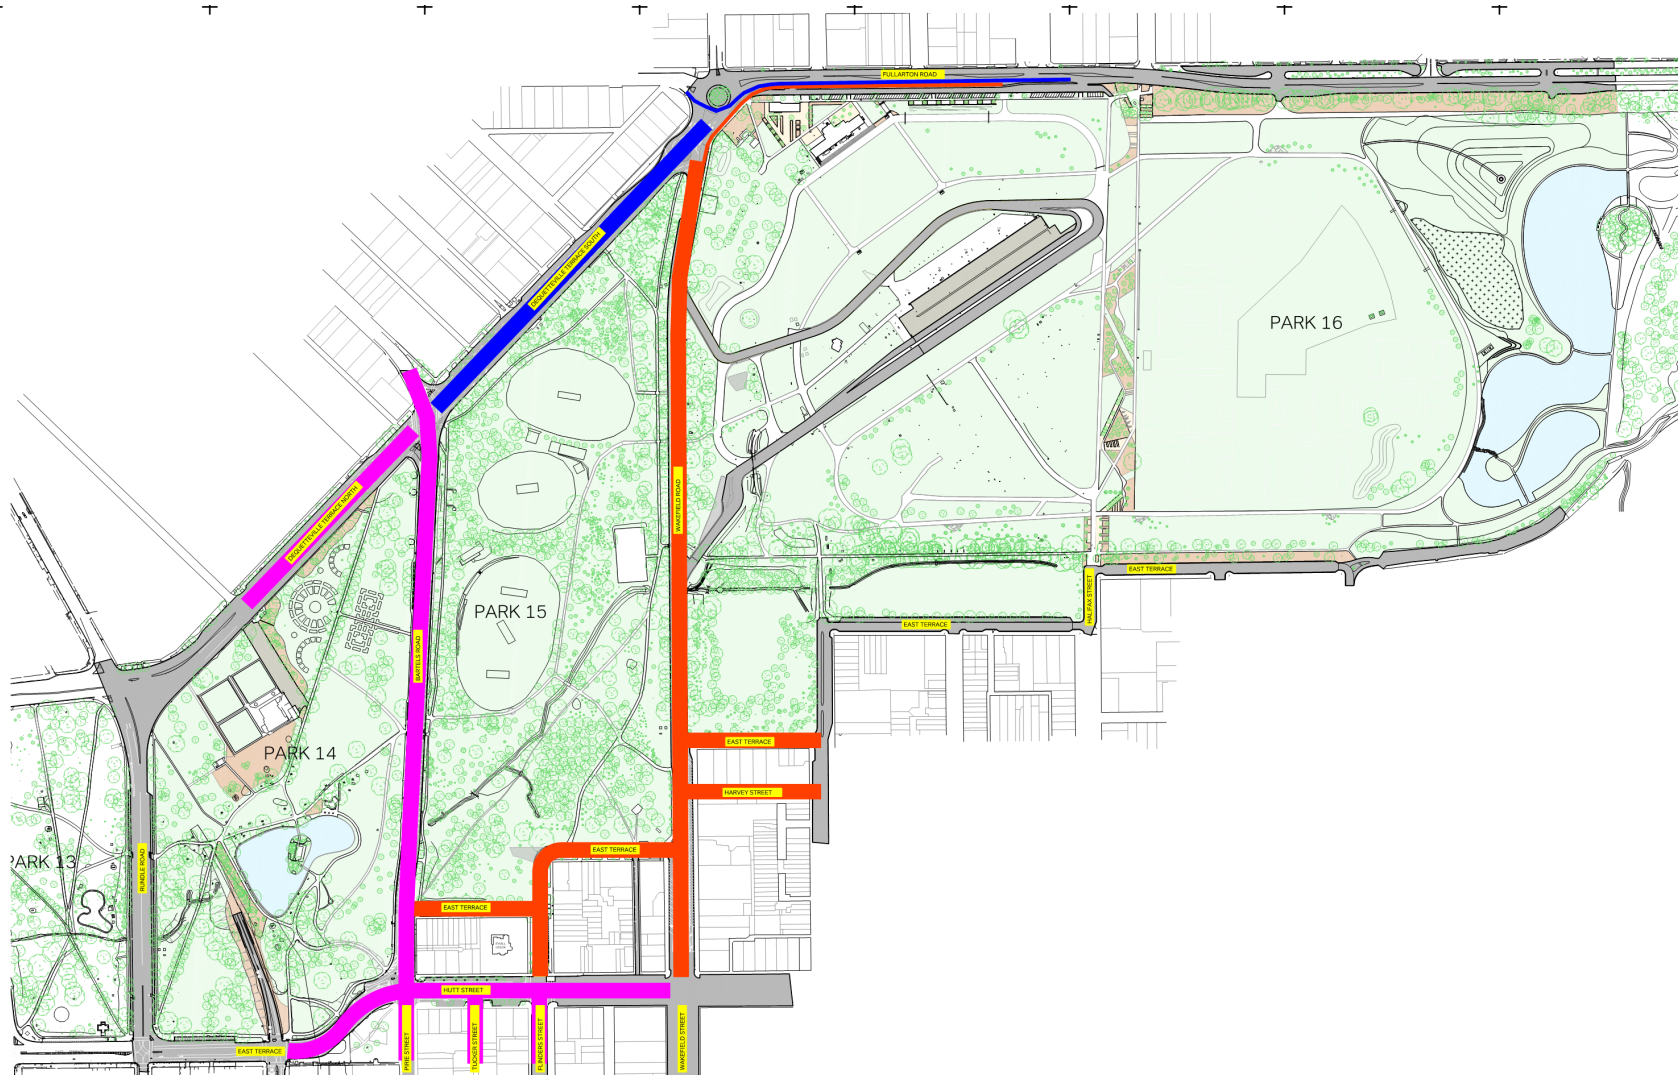 FULLARTON ROAD
DEQUETTEVILLE TERRACE SOUTH
PARK 16
WAKEFIELD ROAD
DEQUETTEVILLE TERRACE NORTH
EAST TERRACE
HALIFAX STREET
PARK 15
EAST TERRACE
BARTELS ROAD
EAST TERRACE
PARK 14
HARVEY STREET
EAST TERRACE
PARK 13
RUNDLE ROAD
EAST TERRACE
HUTT STREET
PIRIE STREET
TUCKER STREET
FLINDERS STREET
WAKEFIELD STREET
EAST TERRACE